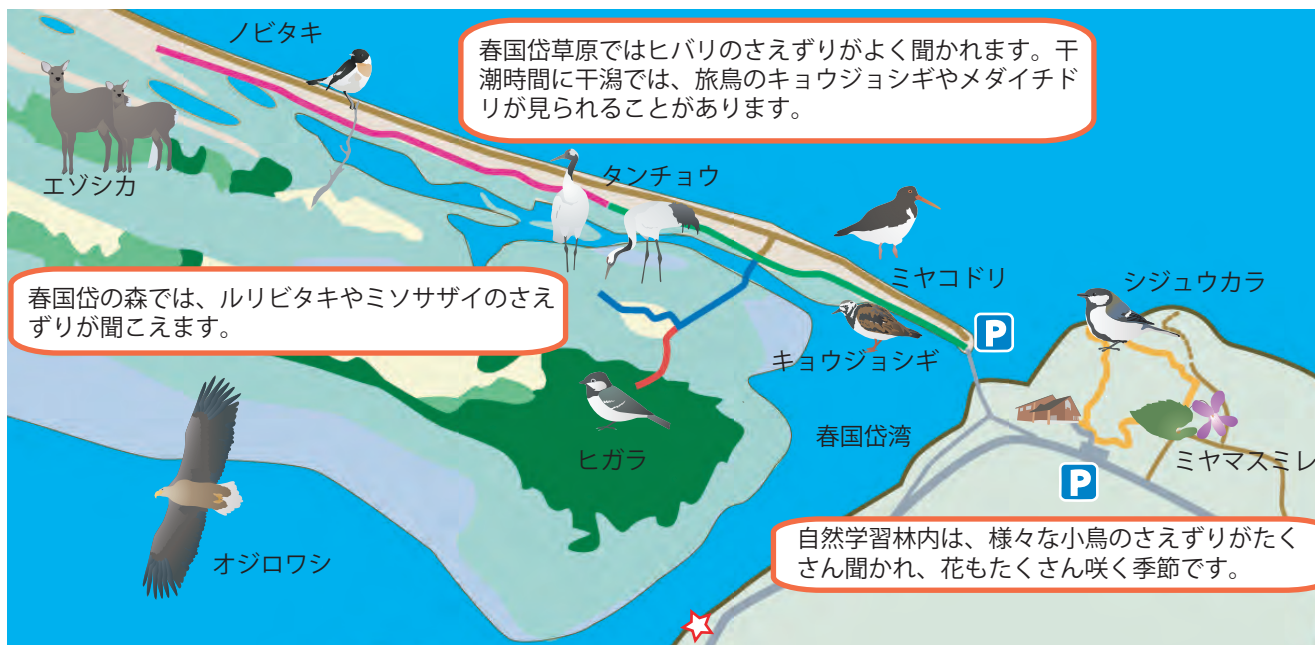 ノビタキ
春国岱草原ではヒバリのさえずりがよく聞かれます。干
潮時間に干潟では、旅鳥のキョウジョシギやメダイチド
リが見られることがあります。
エゾシカ
タンチョウ
ミヤコドリ
シジュウカラ
春国岱の森では、ルリビタキやミソサザイのさえ
ずりが聞こえます。
P
キョウジョシギ
春国岱湾
ヒガラ
ミヤマスミレ
P
オジロワシ
自然学習林内は、様々な小鳥のさえずりがたく
さん聞かれ、花もたくさん咲く季節です。